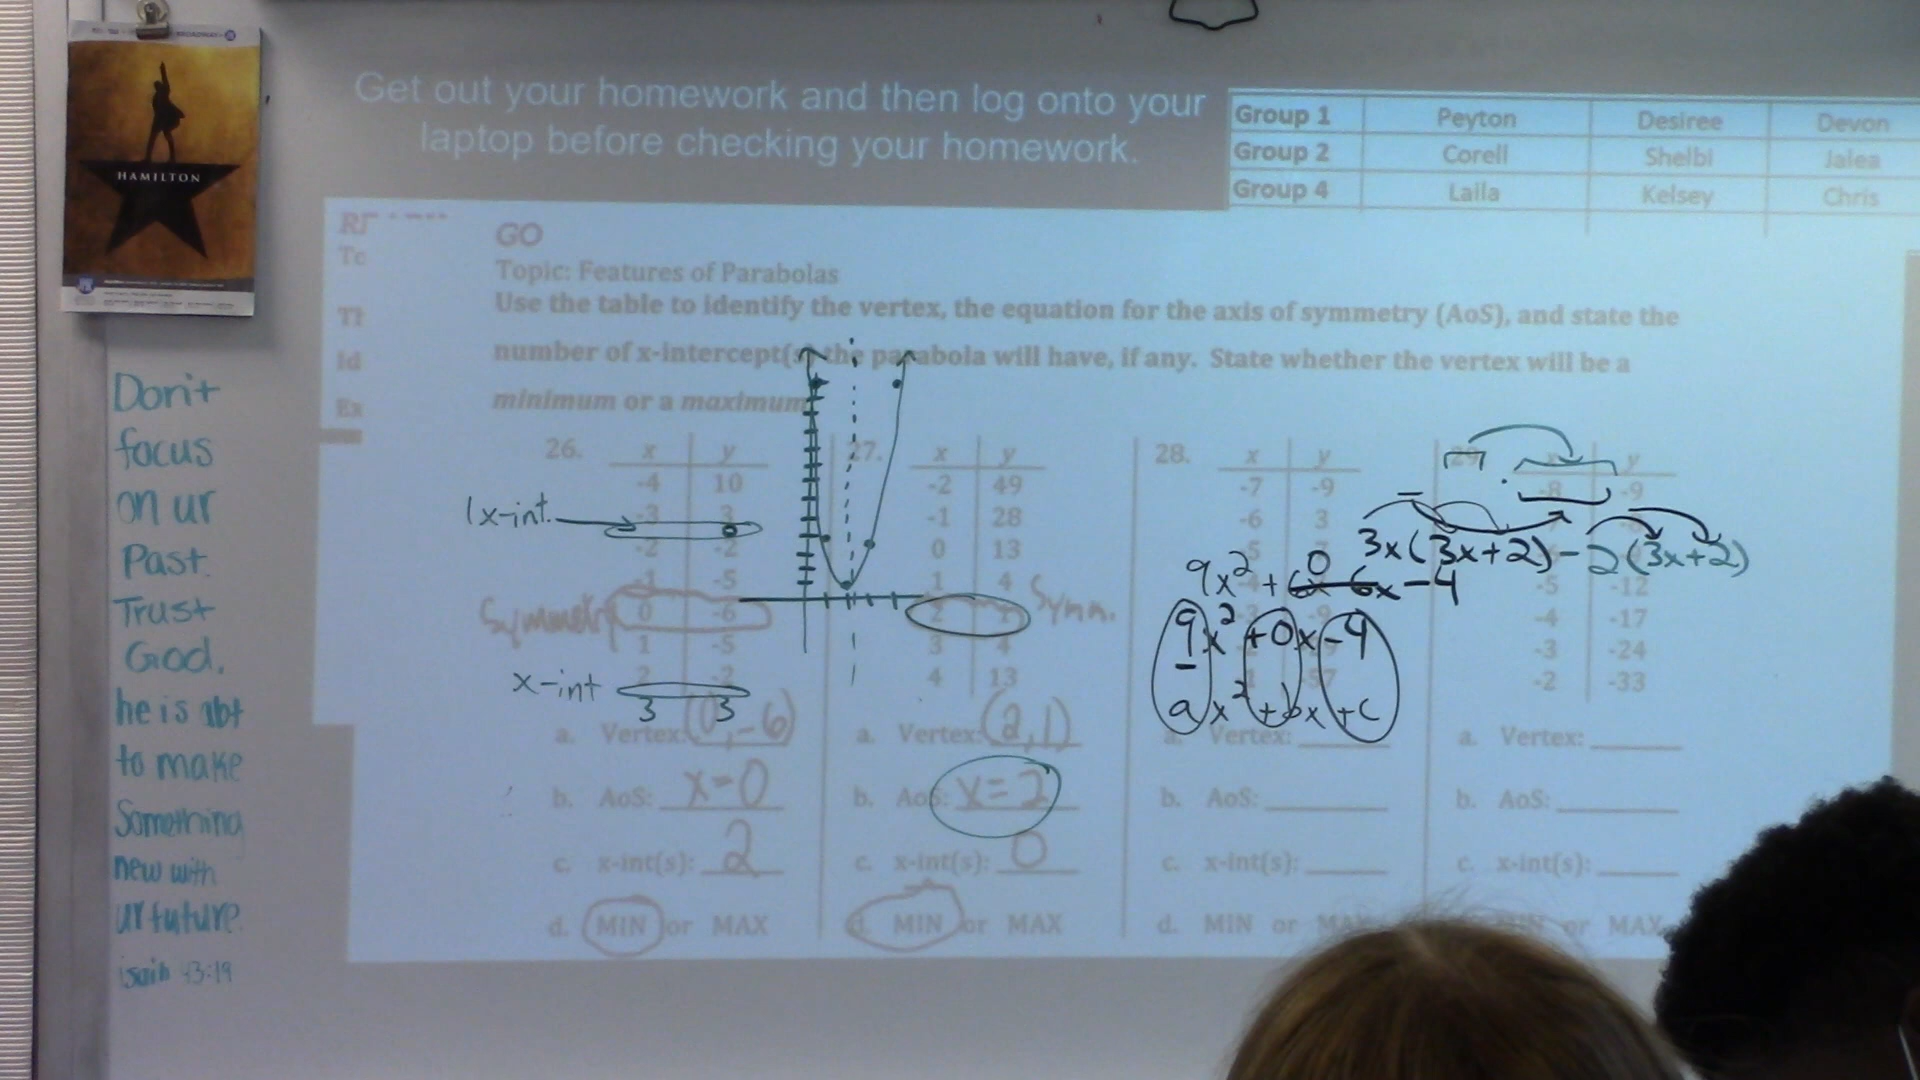 HAMILTON
Get out your homework and then log onto your
laptop before checking your homework.
Group 1 Peyton Desiree Devon
Group 2 Corell Shelbi Jalea
Group 4 Laila Kelsey Chris
GO
Topic: Features of Parabolas
Use the table to identify the vertex, the equation for the axis of symmetry (AoS), and state the
number of x-intercept(s) the parabola will have, if any. State whether the vertex will be a
minimum or a maximum
Don't
focus
on ur
Past.
Trust
God.
he is abt
to make
Something
new with
ur future.
isaih 43:19
26. x y
-4 10
-3 3
-2 -2
-1 -5
0 -6
1 -5
2 -2
3 3
1 x-int.
Symmetry
x-int
a. Vertex: (0,-6)
b. AoS: x=0
c. x-int(s): 2
d. MIN or MAX
27. x y
-2 49
-1 28
0 13
1 4
2 1
3 4
4 13
Symm.
a. Vertex: (2,1)
b. AoS: x=2
c. x-int(s): 0
d. MIN or MAX
28. x y
-7 -9
-6 3
3x(3x+2)-2(3x+2)
9x²+6x-6x-4
0
9x²+0x-4
ax²+bx+c
a. Vertex:
b. AoS:
c. x-int(s):
d. MIN or MAX
y
-8 -9
-5 -12
-4 -17
-3 -24
-2 -33
a. Vertex:
b. AoS:
c. x-int(s):
or MAX